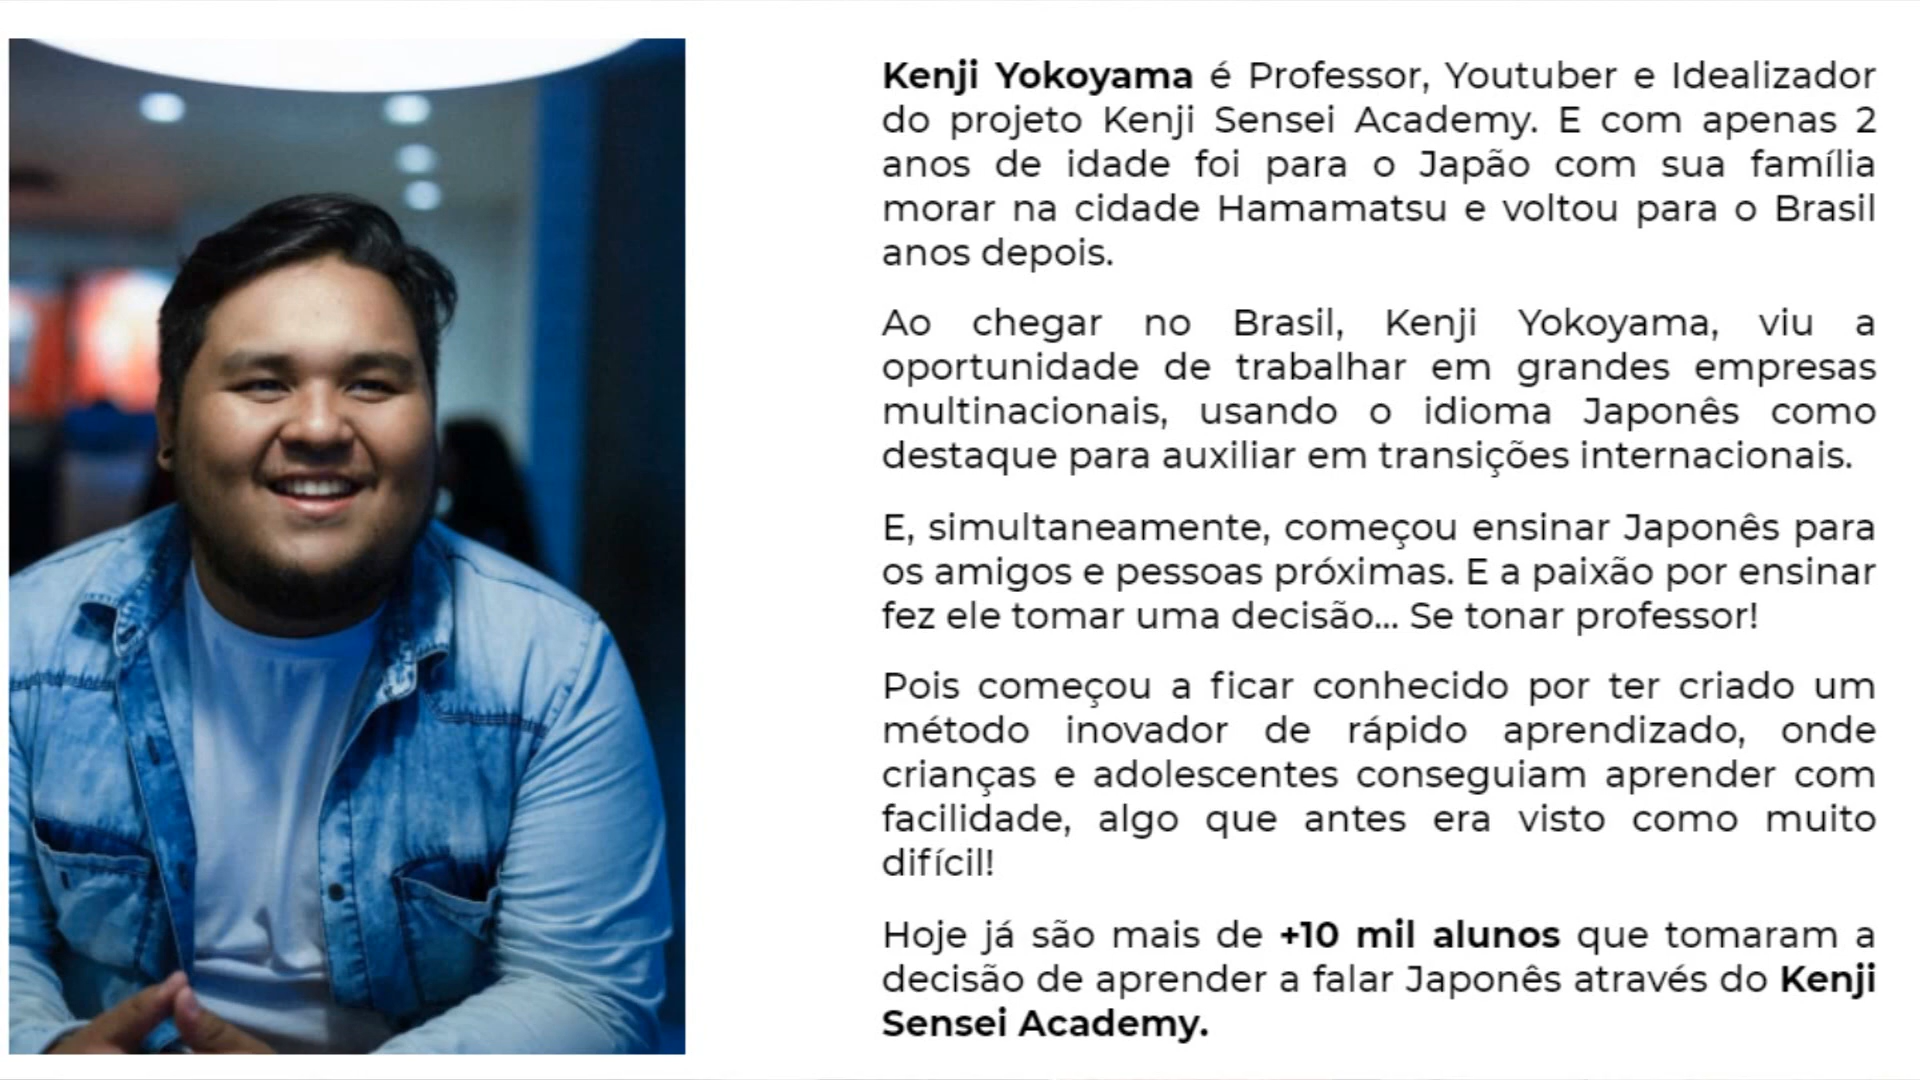 Kenji Yokoyama é Professor, Youtuber e Idealizador
do projeto Kenji Sensei Academy. E com apenas 2
anos de idade foi para o Japão com sua família
morar na cidade Hamamatsu e voltou para o Brasil
anos depois.
Ao chegar no Brasil, Kenji Yokoyama, viu a
oportunidade de trabalhar em grandes empresas
multinacionais, usando o idioma Japonês como
destaque para auxiliar em transições internacionais.
E, simultaneamente, começou ensinar Japonês para
os amigos e pessoas próximas. E a paixão por ensinar
fez ele tomar uma decisão... Se tonar professor!
Pois começou a ficar conhecido por ter criado um
método inovador de rápido aprendizado, onde
crianças e adolescentes conseguiam aprender com
facilidade, algo que antes era visto como muito
difícil!
Hoje já são mais de +10 mil alunos que tomaram a
decisão de aprender a falar Japonês através do Kenji
Sensei Academy.